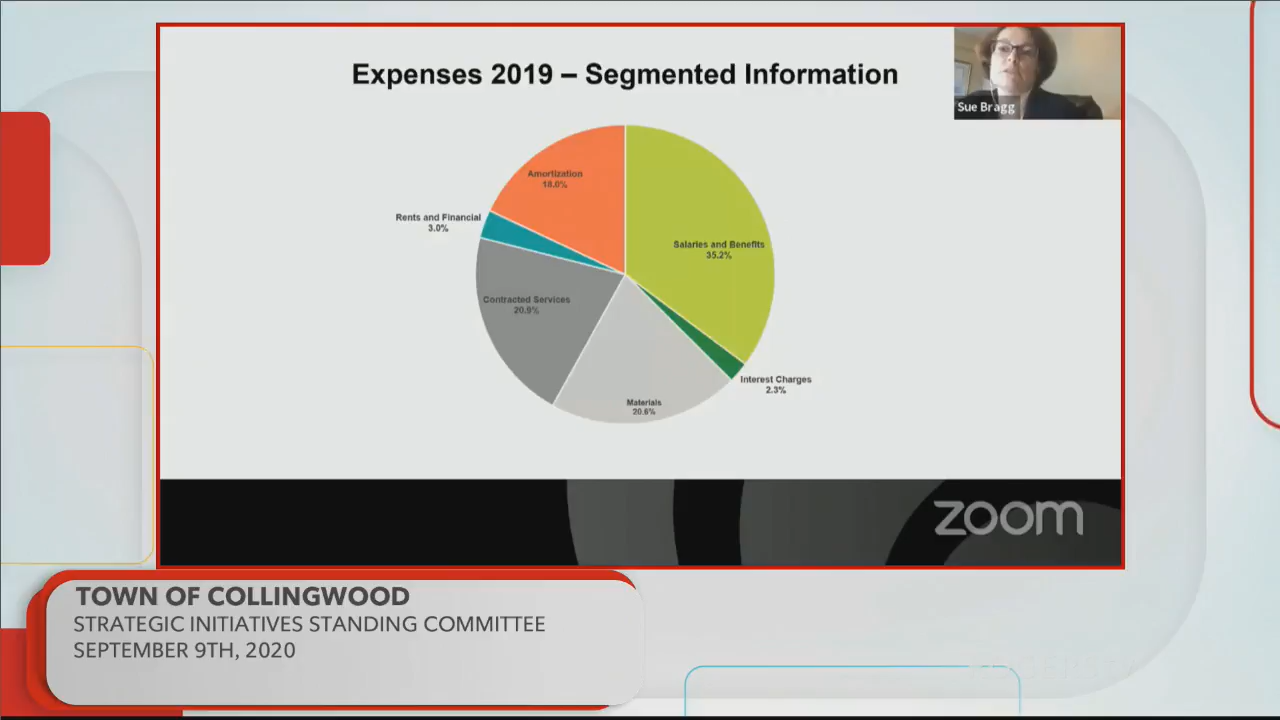 Expenses 2019 – Segmented Information
Sue Bragg
Amortization
18.0%
Rents and Financial
3.0%
Salaries and Benefits
35.2%
Contracted Services
20.9%
Interest Charges
2.3%
Materials
20.6%
zoom
TOWN OF COLLINGWOOD
STRATEGIC INITIATIVES STANDING COMMITTEE
SEPTEMBER 9TH, 2020